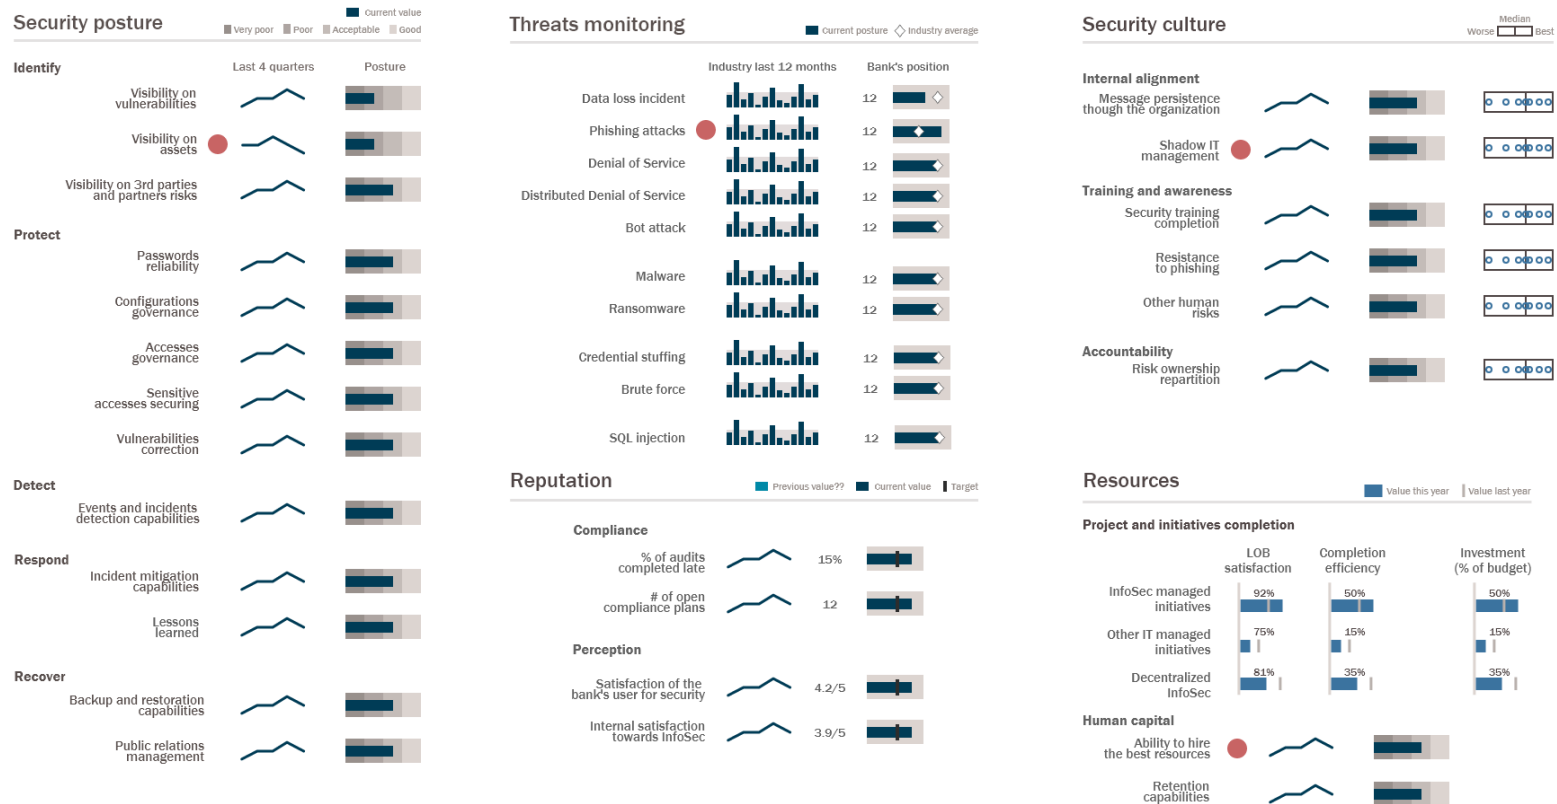 Security posture
Current value
Very poor
Poor
Acceptable
Good
Identify
Last 4 quarters
Posture
Visibility on
vulnerabilities
Visibility on
assets
Visibility on 3rd parties
and partners risks
Protect
Passwords
reliability
Configurations
governance
Accesses
governance
Sensitive
accesses securing
Vulnerabilities
correction
Detect
Events and incidents
detection capabilities
Respond
Incident mitigation
capabilities
Lessons
learned
Recover
Backup and restoration
capabilities
Public relations
management
Threats monitoring
Current posture
Industry average
Industry last 12 months
Bank's position
Data loss incident
12
Phishing attacks
12
Denial of Service
12
Distributed Denial of Service
12
Bot attack
12
Malware
12
Ransomware
12
Credential stuffing
12
Brute force
12
SQL injection
12
Reputation
Previous value??
Current value
Target
Compliance
% of audits
completed late
15%
# of open
compliance plans
12
Perception
Satisfaction of the
bank's user for security
4.2/5
Internal satisfaction
towards InfoSec
3.9/5
Security culture
Median
Worse
Best
Internal alignment
Message persistence
though the organization
Shadow IT
management
Training and awareness
Security training
completion
Resistance
to phishing
Other human
risks
Accountability
Risk ownership
repartition
Resources
Value this year
Value last year
Project and initiatives completion
LOB
satisfaction
Completion
efficiency
Investment
(% of budget)
InfoSec managed
initiatives
92%
50%
50%
Other IT managed
initiatives
75%
15%
15%
Decentralized
InfoSec
81%
35%
35%
Human capital
Ability to hire
the best resources
Retention
capabilities